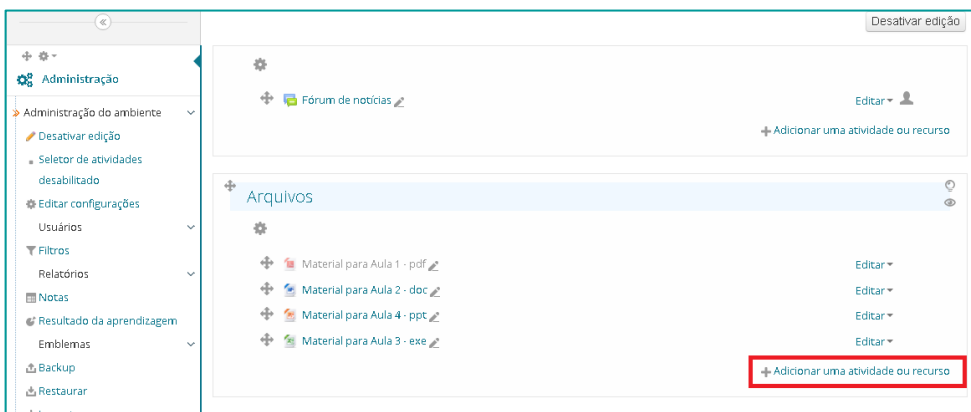 Desativar edição
Administração
Administração do ambiente
Desativar edição
Seletor de atividades
desabilitado
Editar configurações
Usuários
Filtros
Relatórios
Notas
Resultado da aprendizagem
Emblemas
Backup
Restaurar
Fórum de notícias
Editar
Adicionar uma atividade ou recurso
Arquivos
Material para Aula 1 - pdf
Editar
Material para Aula 2 - doc
Editar
Material para Aula 4 - ppt
Editar
Material para Aula 3 - exe
Editar
Adicionar uma atividade ou recurso